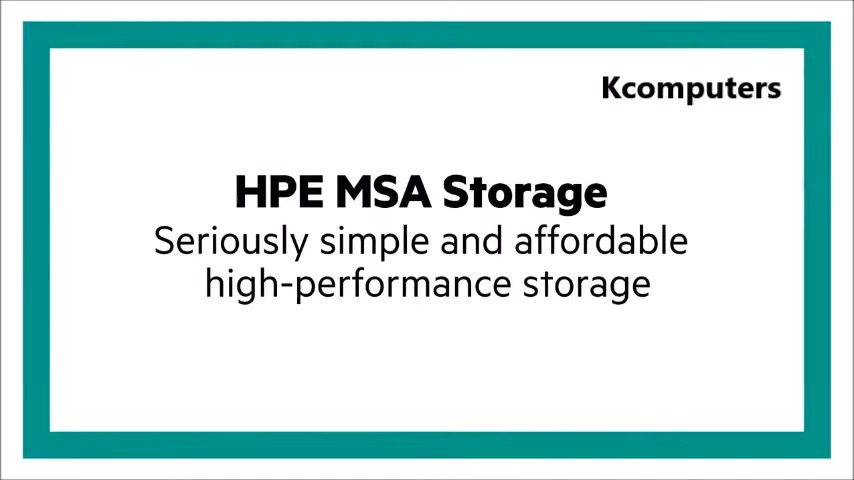 Kcomputers
HPE MSA Storage
Seriously simple and affordable
high-performance storage